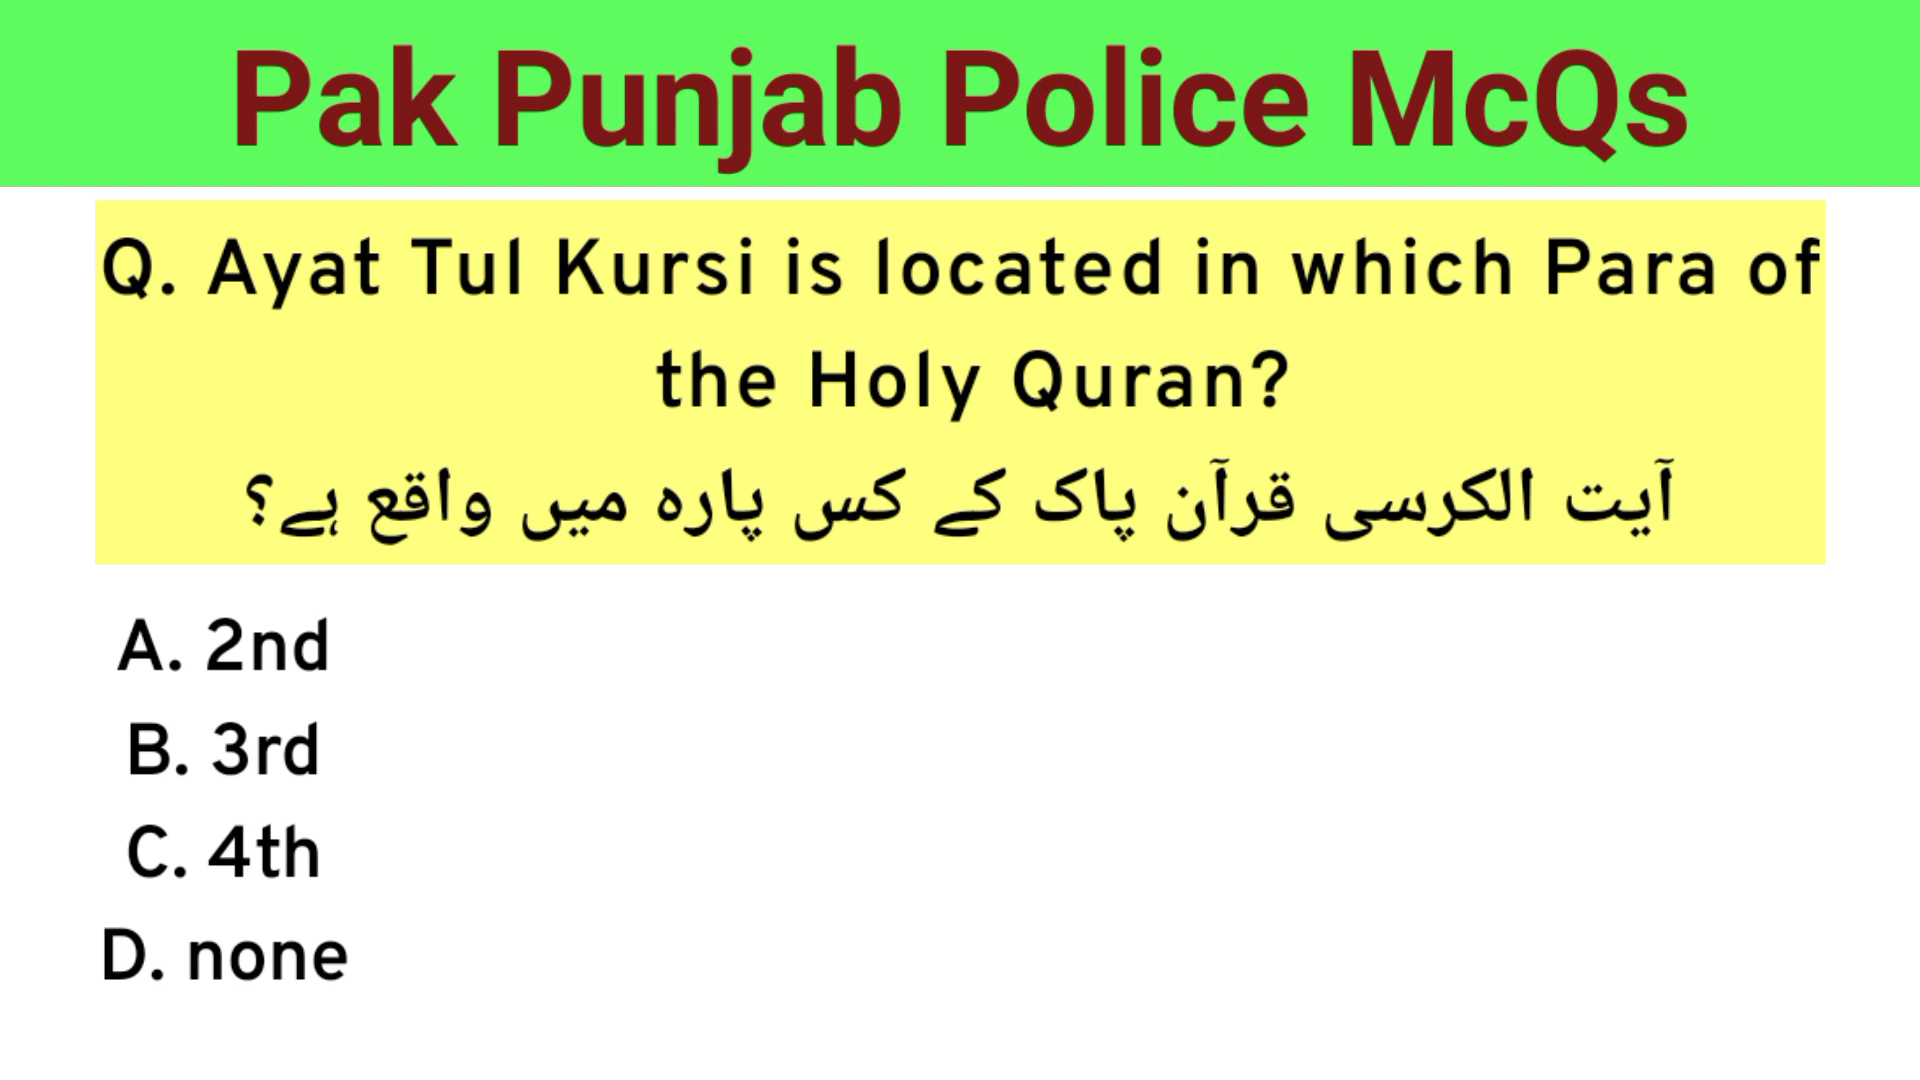 Pak Punjab Police McQs
Q. Ayat Tul Kursi is located in which Para of
the Holy Quran?
آیت الکرسی قرآن پاک کے کس پارہ میں واقع ہے؟
A. 2nd
B. 3rd
C. 4th
D. none